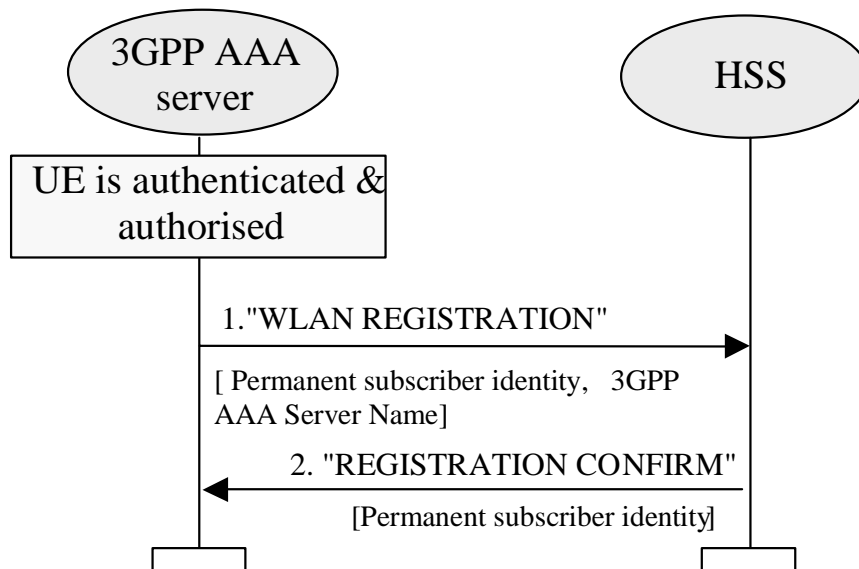 3GPP AAA
server
HSS
UE is authenticated &
authorised
1."WLAN REGISTRATION"
[ Permanent subscriber identity, 3GPP
AAA Server Name]
2. "REGISTRATION CONFIRM"
[Permanent subscriber identity]